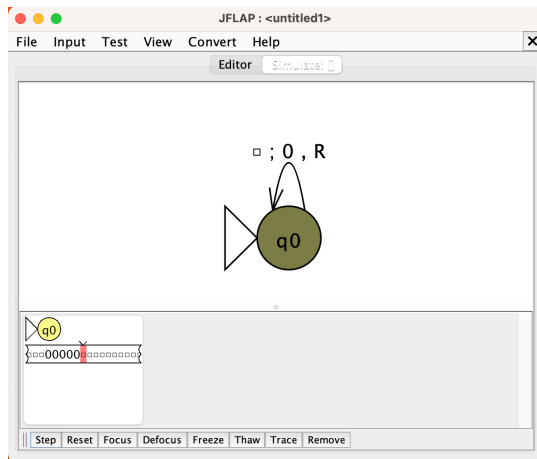 JFLAP : <untitled1>
File Input Test View Convert Help
Editor Simulate: []
□ ; 0 , R
q0
q0
□□□00000□□□□□□□□□
Step Reset Focus Defocus Freeze Thaw Trace Remove